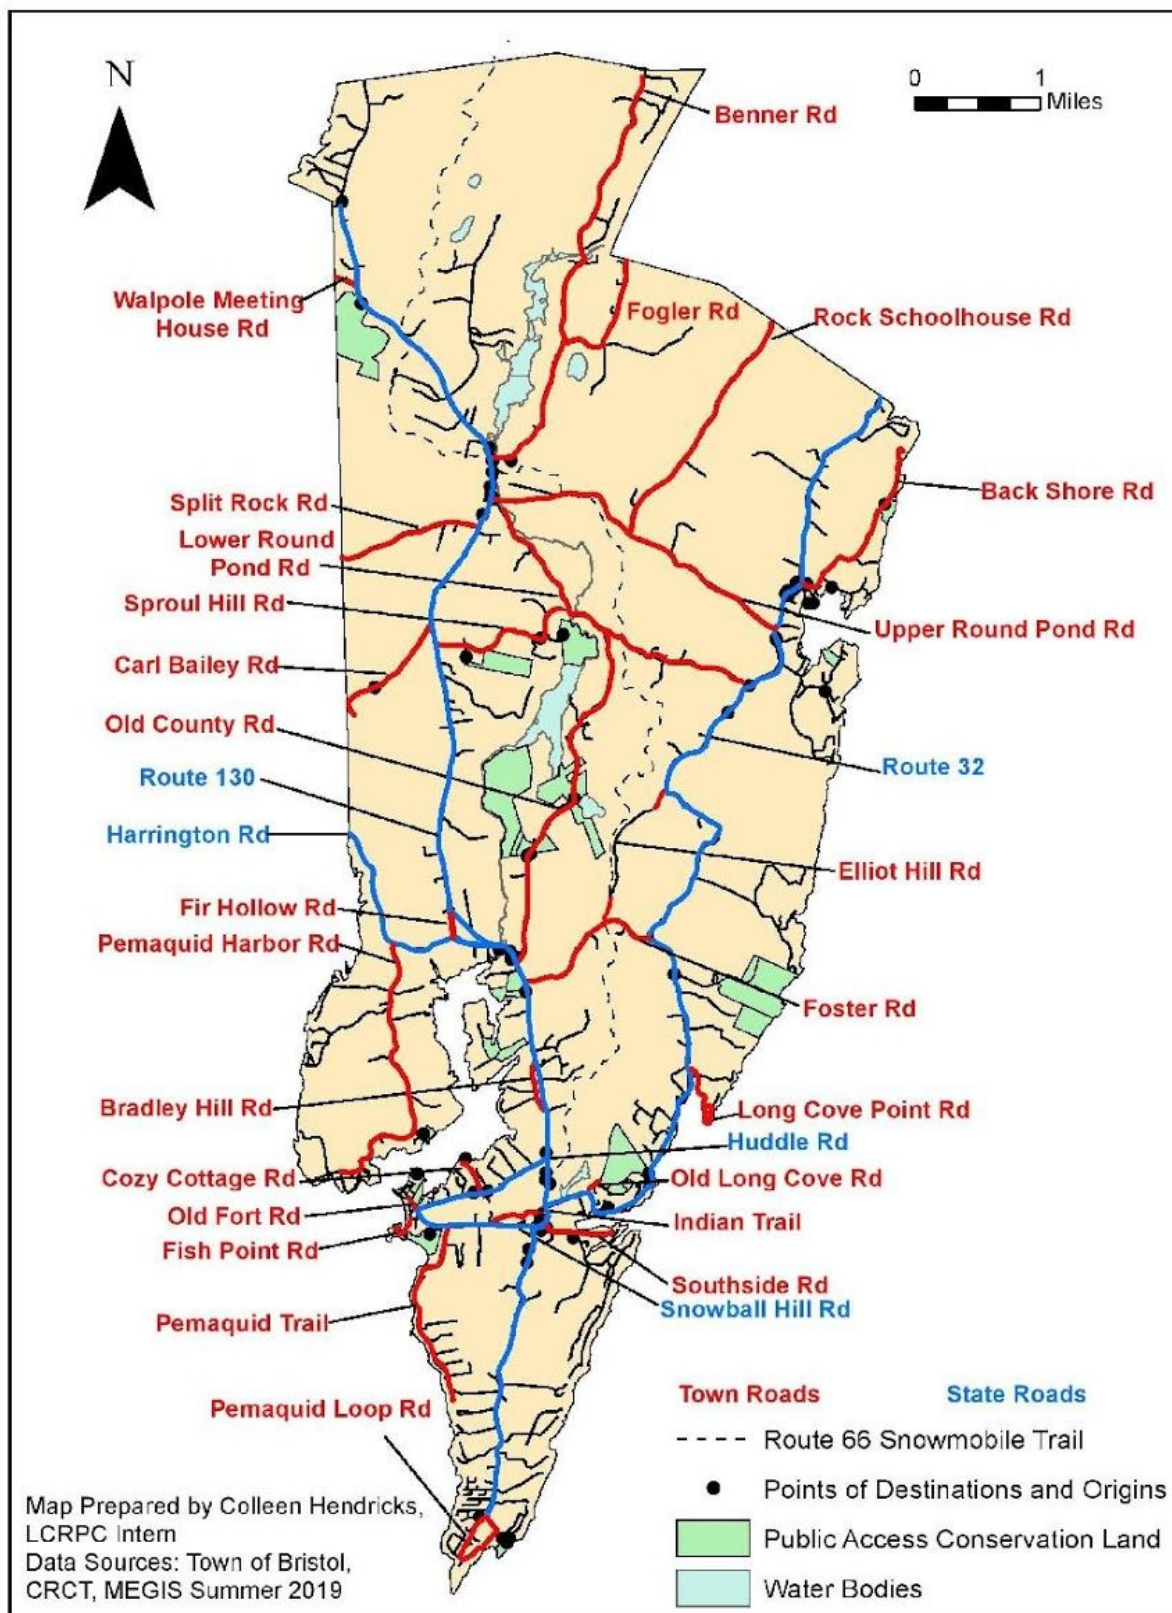 N
0 1
Miles
Benner Rd
Walpole Meeting
House Rd
Fogler Rd
Rock Schoolhouse Rd
Back Shore Rd
Split Rock Rd
Lower Round
Pond Rd
Sproul Hill Rd
Upper Round Pond Rd
Carl Bailey Rd
Old County Rd
Route 130
Route 32
Harrington Rd
Elliot Hill Rd
Fir Hollow Rd
Pemaquid Harbor Rd
Foster Rd
Bradley Hill Rd
Long Cove Point Rd
Huddle Rd
Cozy Cottage Rd
Old Long Cove Rd
Old Fort Rd
Indian Trail
Fish Point Rd
Southside Rd
Snowball Hill Rd
Pemaquid Trail
Pemaquid Loop Rd
Town Roads State Roads
Route 66 Snowmobile Trail
Points of Destinations and Origins
Public Access Conservation Land
Water Bodies
Map Prepared by Colleen Hendricks,
LCRPC Intern
Data Sources: Town of Bristol,
CRCT, MEGIS Summer 2019